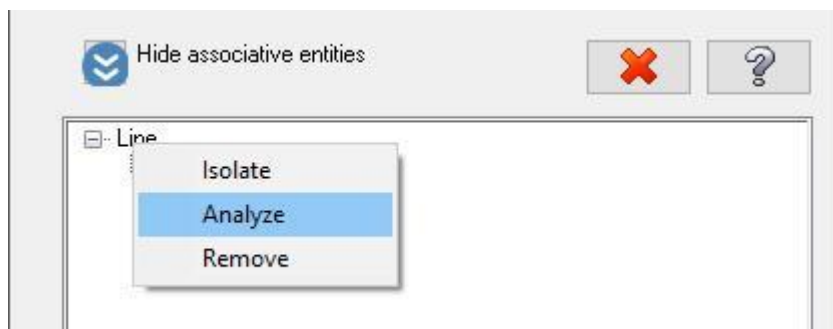 Hide associative entities
Line
Isolate
Analyze
Remove